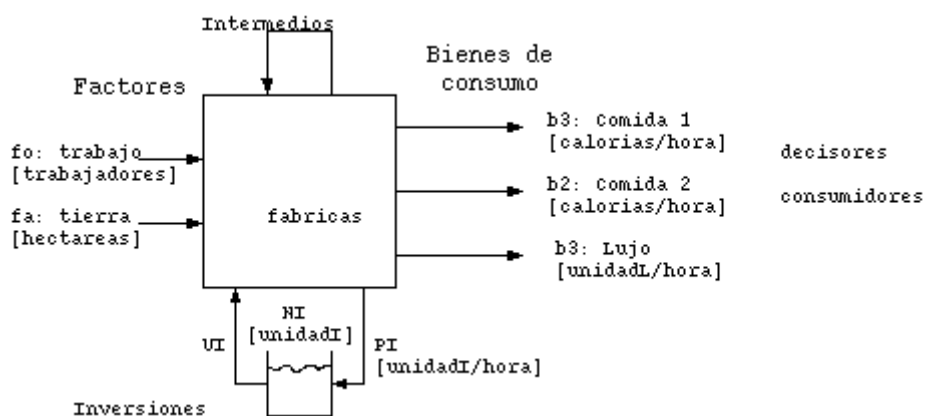 Intermedios
Bienes de
consumo
Factores
b3: Comida 1
[calorias/hora]
fo: trabajo
[trabajadores]
decisores
b2: Comida 2
[calorias/hora]
consumidores
fa: tierra
[hectareas]
fabricas
b3: Lujo
[unidadL/hora]
NI
[unidadI]
UI
PI
[unidadI/hora]
Inversiones